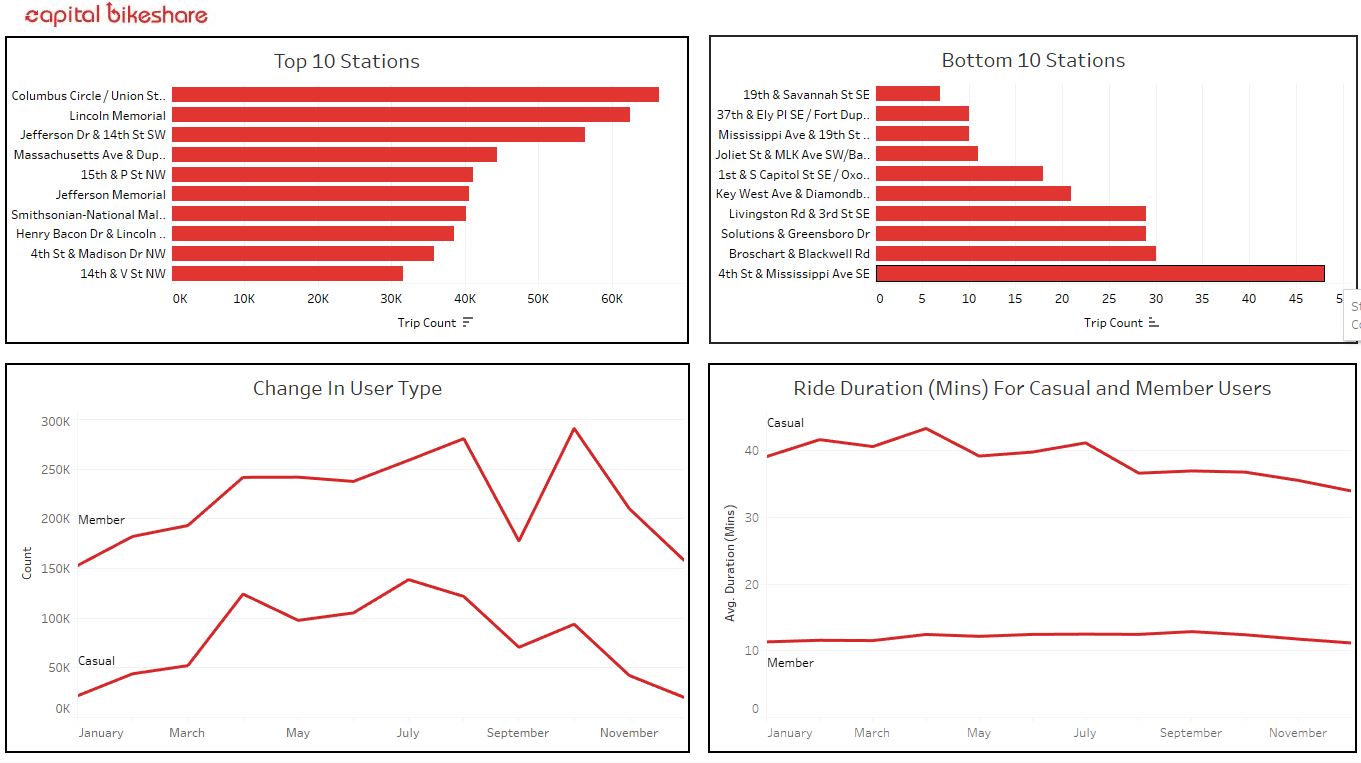 capital bikeshare
Top 10 Stations
Columbus Circle / Union St..
Lincoln Memorial
Jefferson Dr & 14th St SW
Massachusetts Ave & Dup..
15th & P St NW
Jefferson Memorial
Smithsonian-National Mal..
Henry Bacon Dr & Lincoln ..
4th St & Madison Dr NW
14th & V St NW
0K 10K 20K 30K 40K 50K 60K
Trip Count
Bottom 10 Stations
19th & Savannah St SE
37th & Ely Pl SE / Fort Dup..
Mississippi Ave & 19th St ..
Joliet St & MLK Ave SW/Ba..
1st & S Capitol St SE / Oxo..
Key West Ave & Diamondb..
Livingston Rd & 3rd St SE
Solutions & Greensboro Dr
Broschart & Blackwell Rd
4th St & Mississippi Ave SE
0 5 10 15 20 25 30 35 40 45
Trip Count
Change In User Type
300K
250K
200K
150K
100K
50K
0K
Count
Member
Casual
January March May July September November
Ride Duration (Mins) For Casual and Member Users
Casual
40
30
20
10
0
Avg. Duration (Mins)
Member
January March May July September November